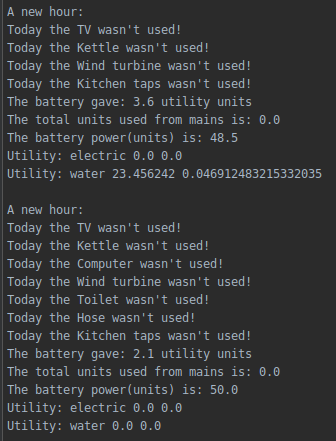 A new hour:
Today the TV wasn't used!
Today the Kettle wasn't used!
Today the Wind turbine wasn't used!
Today the Kitchen taps wasn't used!
The battery gave: 3.6 utility units
The total units used from mains is: 0.0
The battery power(units) is: 48.5
Utility: electric 0.0 0.0
Utility: water 23.456242 0.046912483215332035
A new hour:
Today the TV wasn't used!
Today the Kettle wasn't used!
Today the Computer wasn't used!
Today the Wind turbine wasn't used!
Today the Toilet wasn't used!
Today the Hose wasn't used!
Today the Kitchen taps wasn't used!
The battery gave: 2.1 utility units
The total units used from mains is: 0.0
The battery power(units) is: 50.0
Utility: electric 0.0 0.0
Utility: water 0.0 0.0